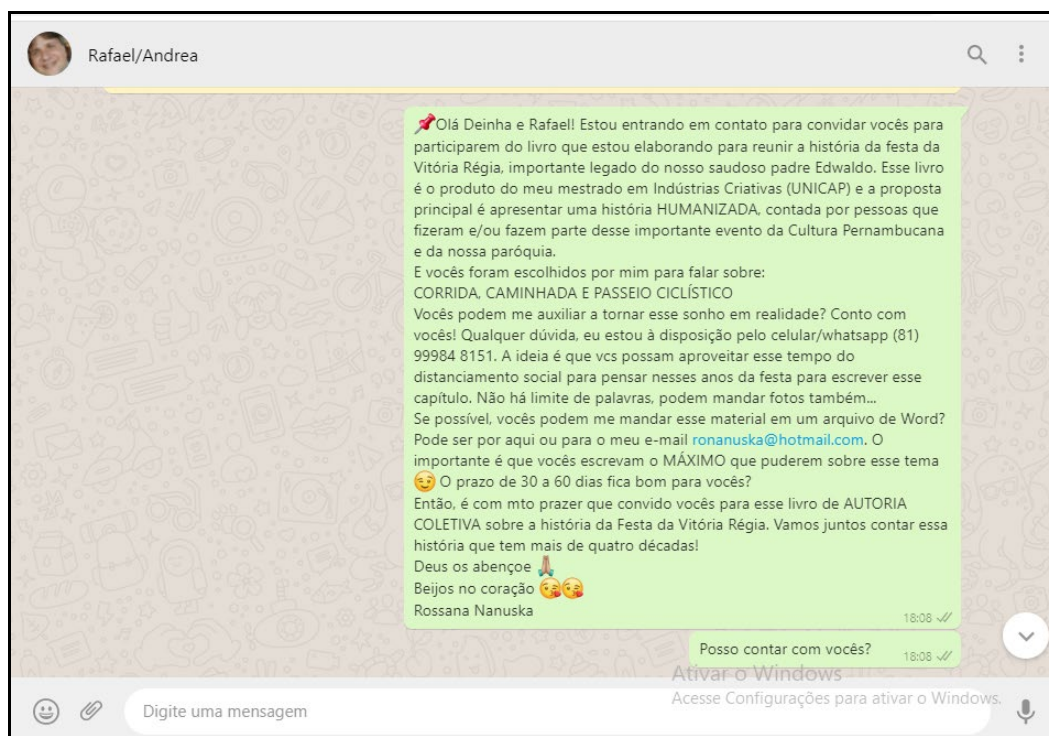 Rafael/Andrea
📌Olá Deinha e Rafael! Estou entrando em contato para convidar vocês para
participarem do livro que estou elaborando para reunir a história da festa da
Vitória Régia, importante legado do nosso saudoso padre Edwaldo. Esse livro
é o produto do meu mestrado em Indústrias Criativas (UNICAP) e a proposta
principal é apresentar uma história HUMANIZADA, contada por pessoas que
fizeram e/ou fazem parte desse importante evento da Cultura Pernambucana
e da nossa paróquia.
E vocês foram escolhidos por mim para falar sobre:
CORRIDA, CAMINHADA E PASSEIO CICLÍSTICO
Vocês podem me auxiliar a tornar esse sonho em realidade? Conto com
vocês! Qualquer dúvida, eu estou à disposição pelo celular/whatsapp (81)
99984 8151. A ideia é que vcs possam aproveitar esse tempo do
distanciamento social para pensar nesses anos da festa para escrever esse
capítulo. Não há limite de palavras, podem mandar fotos também...
Se possível, vocês podem me mandar esse material em um arquivo de Word?
Pode ser por aqui ou para o meu e-mail ronanuska@hotmail.com. O
importante é que vocês escrevam o MÁXIMO que puderem sobre esse tema
😉 O prazo de 30 a 60 dias fica bom para vocês?
Então, é com mto prazer que convido vocês para esse livro de AUTORIA
COLETIVA sobre a história da Festa da Vitória Régia. Vamos juntos contar essa
história que tem mais de quatro décadas!
Deus os abençoe 🙏
Beijos no coração 😘😘
Rossana Nanuska
18:08
Posso contar com vocês? 18:08
Ativar o Windows
Acesse Configurações para ativar o Windows.
Digite uma mensagem